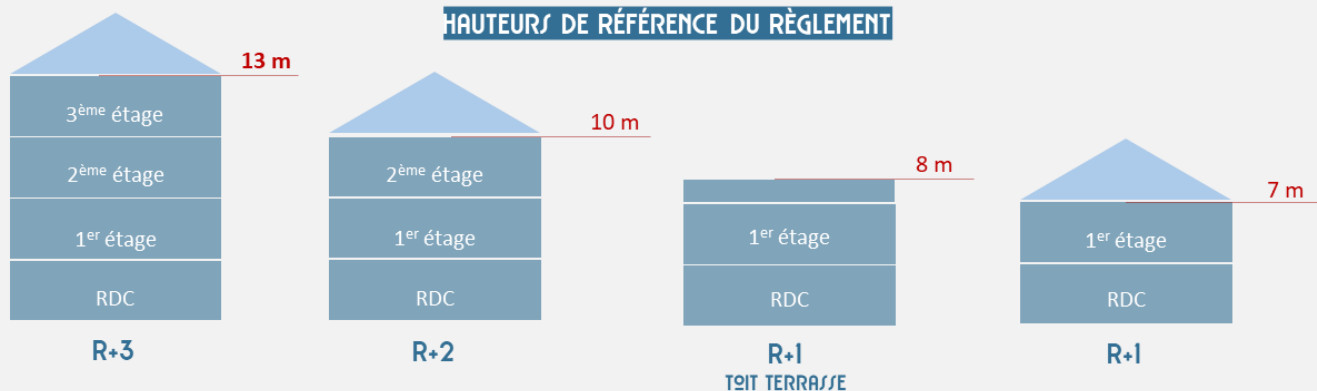 HAUTEURS DE RÉFÉRENCE DU RÈGLEMENT
13 m
3ème étage
2ème étage
1er étage
RDC
R+3
10 m
2ème étage
1er étage
RDC
R+2
8 m
1er étage
RDC
R+1
TOIT TERRASSE
7 m
1er étage
RDC
R+1